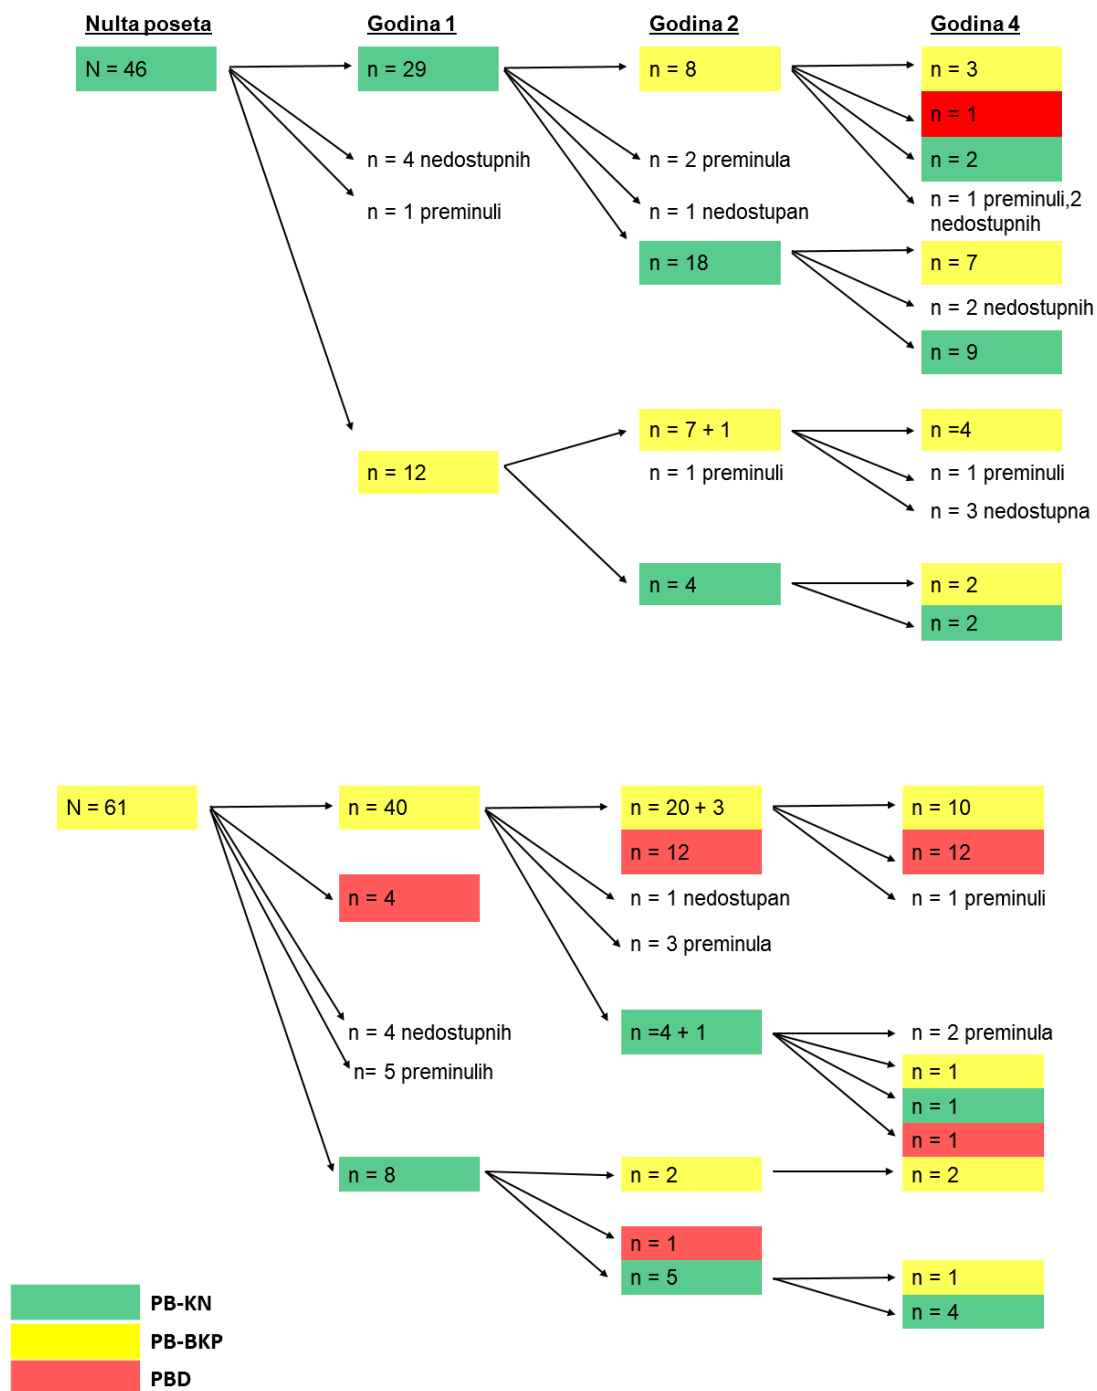 Nulta poseta
Godina 1
Godina 2
Godina 4
N = 46
n = 29
n = 8
n = 3
n = 1
n = 4 nedostupnih
n = 2 preminula
n = 2
n = 1 preminuli
n = 1 nedostupan
n = 1 preminuli,2
nedostupnih
n = 18
n = 7
n = 2 nedostupnih
n = 9
n = 12
n = 7 + 1
n =4
n = 1 preminuli
n = 1 preminuli
n = 3 nedostupna
n = 4
n = 2
n = 2
N = 61
n = 40
n = 20 + 3
n = 10
n = 12
n = 12
n = 4
n = 1 nedostupan
n = 1 preminuli
n = 3 preminula
n = 4 nedostupnih
n =4 + 1
n = 2 preminula
n= 5 preminulih
n = 1
n = 1
n = 1
n = 8
n = 2
n = 2
n = 1
n = 5
n = 1
n = 4
PB-KN
PB-BKP
PBD